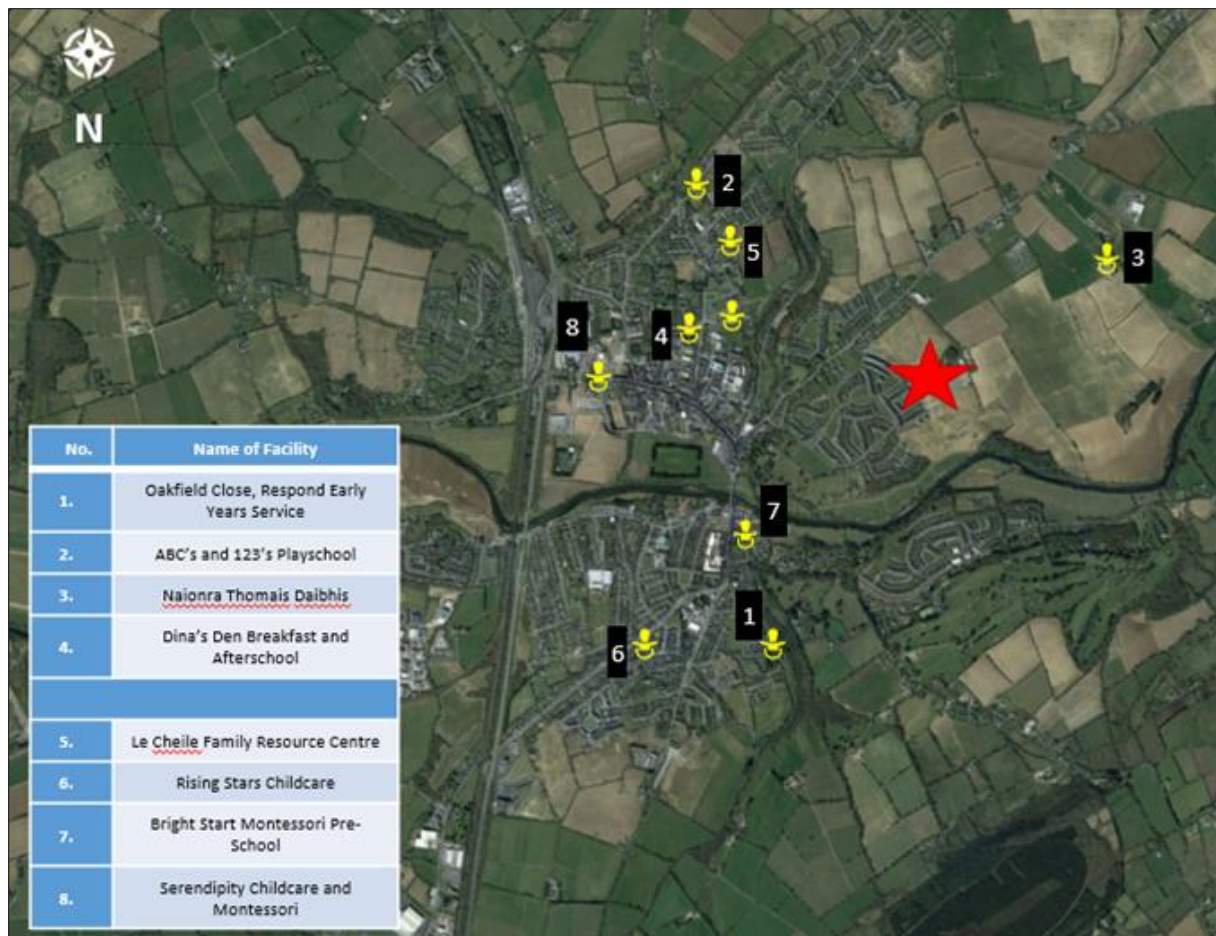 N
2
5
3
8
4
7
1
6
No. Name of Facility
1. Oakfield Close, Respond Early
Years Service
2. ABC's and 123's Playschool
3. Naionra Thomais Daibhis
4. Dina's Den Breakfast and
Afterschool
5. Le Cheile Family Resource Centre
6. Rising Stars Childcare
7. Bright Start Montessori Pre-
School
8. Serendipity Childcare and
Montessori